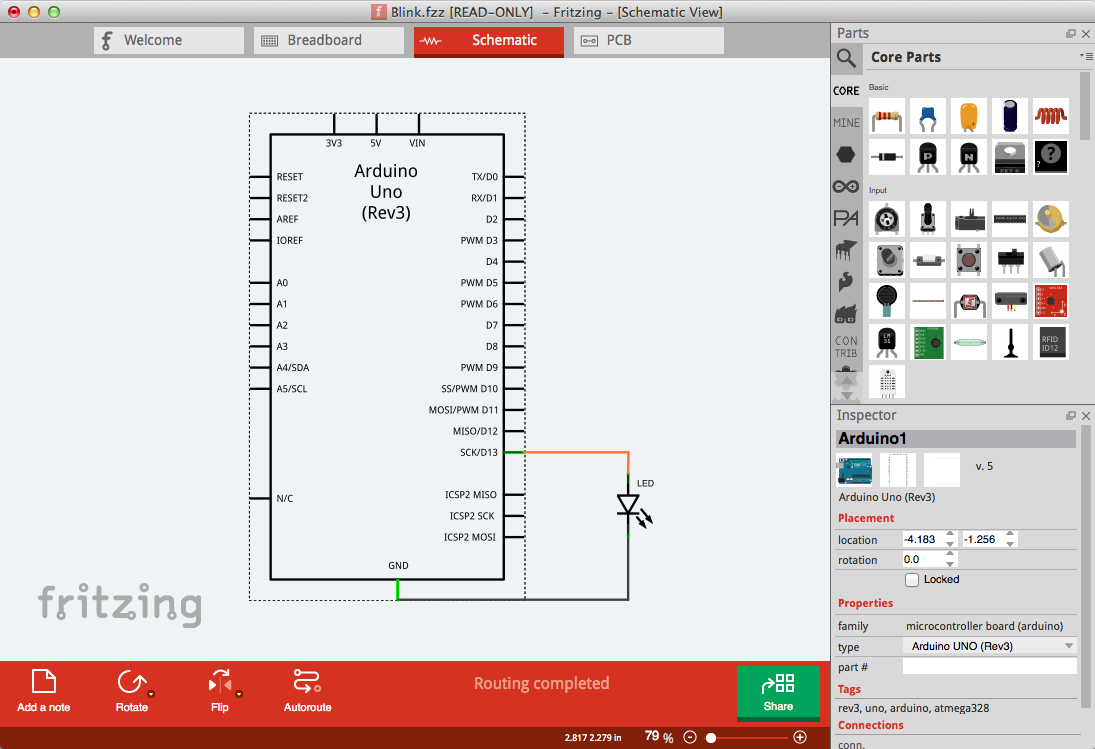 Blink.fzz [READ-ONLY] – Fritzing – [Schematic View]
Welcome
Breadboard
Schematic
PCB
3V3
5V
VIN
Arduino
Uno
(Rev3)
RESET
RESET2
AREF
IOREF
A0
A1
A2
A3
A4/SDA
A5/SCL
N/C
TX/D0
RX/D1
D2
PWM D3
D4
PWM D5
PWM D6
D7
D8
PWM D9
SS/PWM D10
MOSI/PWM D11
MISO/D12
SCK/D13
ICSP2 MISO
ICSP2 SCK
ICSP2 MOSI
GND
LED
fritzing
Add a note
Rotate
Flip
Autoroute
Routing completed
Share
2.817 2.279 in
79 %
Parts
Core Parts
CORE
MINE
PA
CON
TRIB
Basic
P
N
FET N
?
?
Input
LM
35
RFID
ID12
Inspector
Arduino1
v. 5
Arduino Uno (Rev3)
Placement
location -4.183 -1.256
rotation 0.0
Locked
Properties
family microcontroller board (arduino)
type Arduino UNO (Rev3)
part #
Tags
rev3, uno, arduino, atmega328
Connections
conn.